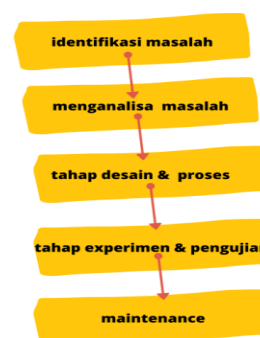 identifikasi masalah
menganalisa masalah
tahap desain & proses
tahap experimen & pengujian
maintenance